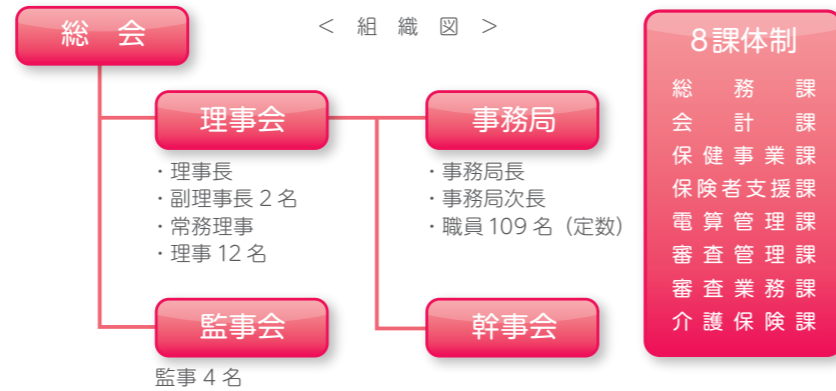 ＜ 組 織 図 ＞
総 会
理事会
・理事長
・副理事長 2 名
・常務理事
・理事 12 名
事務局
・事務局長
・事務局次長
・職員 109 名（定数）
監事会
監事 4 名
幹事会
8課体制
総務課
会計課
保健事業課
保険者支援課
電算管理課
審査管理課
審査業務課
介護保険課